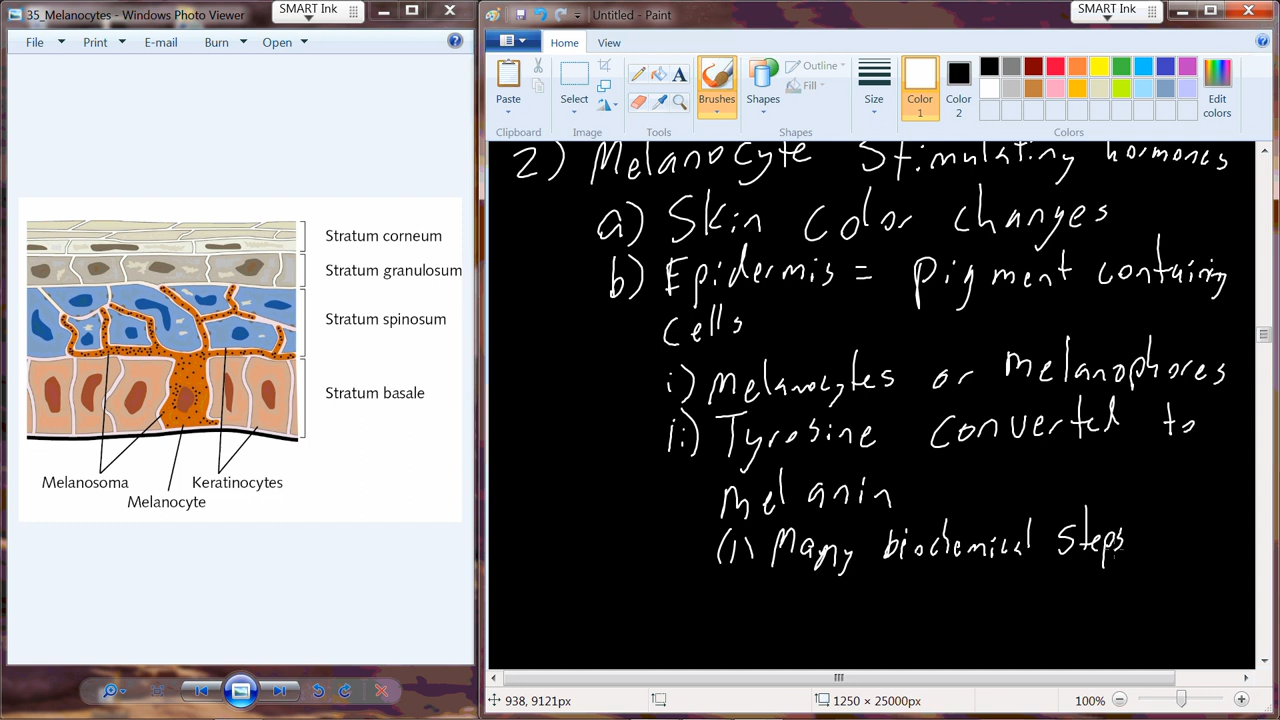 35_Melanocytes - Windows Photo Viewer
SMART Ink
File Print E-mail Burn Open
Stratum corneum
Stratum granulosum
Stratum spinosum
Stratum basale
Melanosoma
Keratinocytes
Melanocyte
Untitled - Paint
SMART Ink
Home View
Paste
Clipboard
Select
Image
Tools
Brushes
Shapes
Outline
Fill
Shapes
Size
Color 1
Color 2
Edit colors
Colors
2) Melanocyte Stimulating hormones
a) Skin color changes
b) Epidermis = pigment containing
cells
i) Melanocytes or melanophores
ii) Tyrosine converted to
melanin
(1) Many biochemical steps
938, 9121px
1250 × 25000px
100%